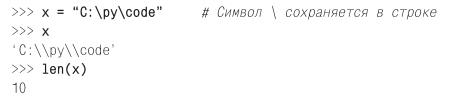 >>> x = “C:\py\code”     # Символ \ сохраняется в строке
>>> x
‘C:\\py\\code’
>>> len(x)
10